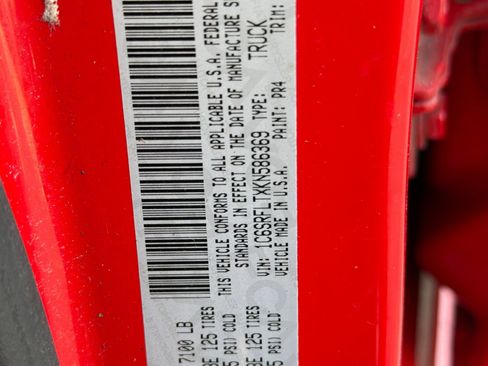 THIS VEHICLE CONFORMS TO ALL APPLICABLE U.S.A. FEDERAL
STANDARDS IN EFFECT ON THE DATE OF MANUFACTURE S
VIN: 1C6SRFLTXKN586369 TYPE: TRUCK
VEHICLE MADE IN U.S.A. PAINT: PR4 TRIM:
7100 LB
125 TIRES
PSI) COLD
125 TIRES
PSI) COLD